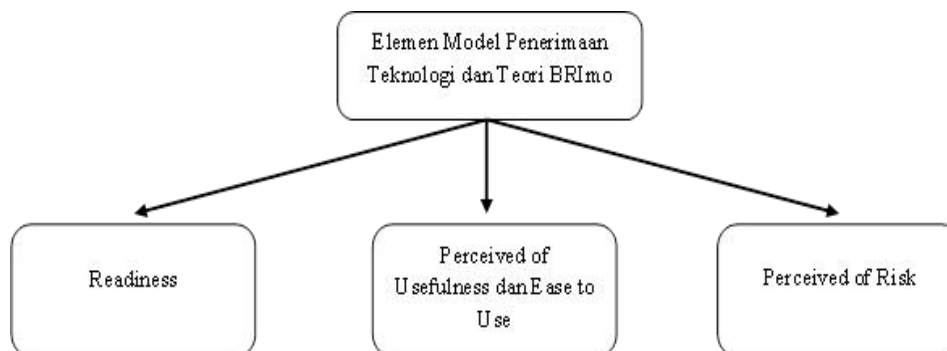 Elemen Model Penerimaan
Teknologi dan Teori BRImo
Readiness
Perceived of
Usefulness dan Ease to
Use
Perceived of Risk